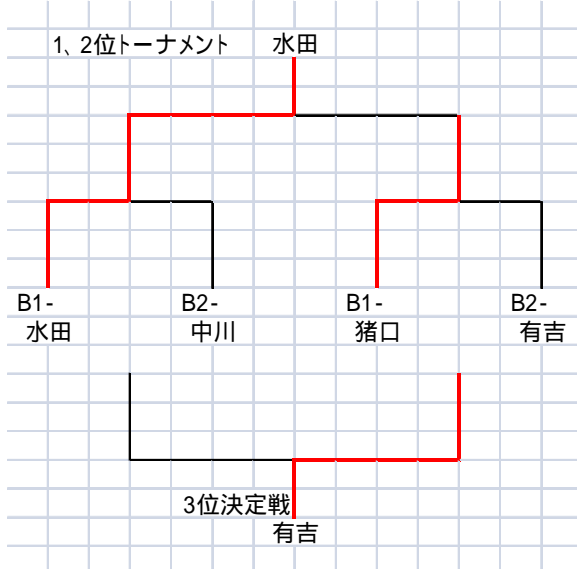 1、2位トーナメント 水田
B1- B2- B1- B2-
水田 中川 猪口 有吉
3位決定戦
有吉